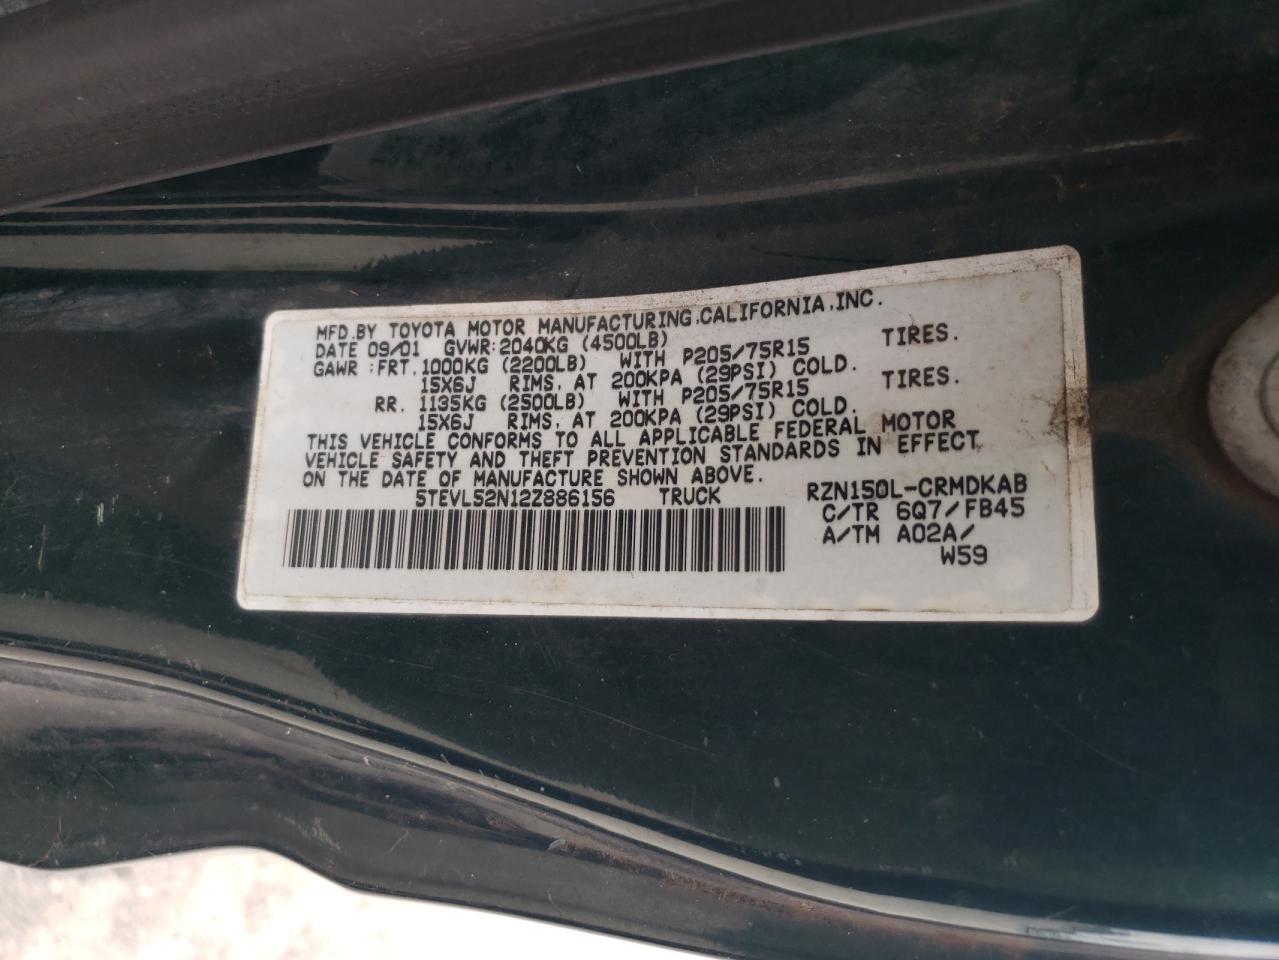 MFD.BY TOYOTA MOTOR MANUFACTURING,CALIFORNIA,INC.
DATE 09/01 GVWR:2040KG (4500LB)
GAWR :FRT.1000KG (2200LB) WITH P205/75R15 TIRES.
15X6J RIMS, AT 200KPA (29PSI) COLD.
RR. 1135KG (2500LB) WITH P205/75R15 TIRES.
15X6J RIMS, AT 200KPA (29PSI) COLD.
THIS VEHICLE CONFORMS TO ALL APPLICABLE FEDERAL MOTOR
VEHICLE SAFETY AND THEFT PREVENTION STANDARDS IN EFFECT
ON THE DATE OF MANUFACTURE SHOWN ABOVE.
5TEVL52N12Z886156 TRUCK RZN150L-CRMDKAB
C/TR 6Q7/FB45
A/TM A02A/
W59